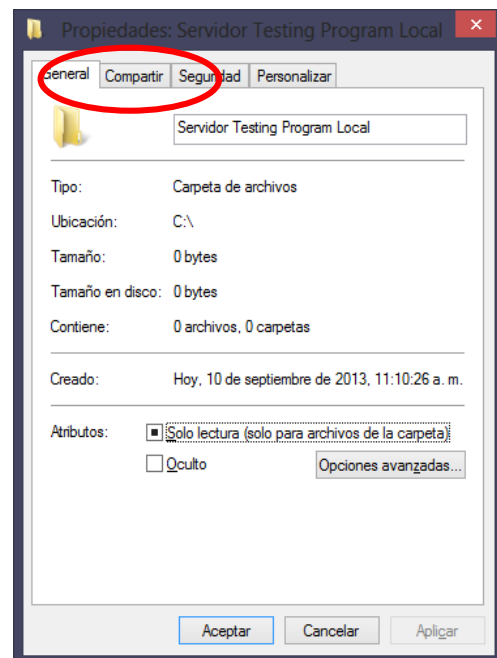 Propiedades: Servidor Testing Program Local
General Compartir Seguridad Personalizar
Servidor Testing Program Local
Tipo: Carpeta de archivos
Ubicación: C:\
Tamaño: 0 bytes
Tamaño en disco: 0 bytes
Contiene: 0 archivos, 0 carpetas
Creado: Hoy, 10 de septiembre de 2013, 11:10:26 a. m.
Atributos: Solo lectura (solo para archivos de la carpeta)
Oculto Opciones avanzadas...
Aceptar Cancelar Aplicar